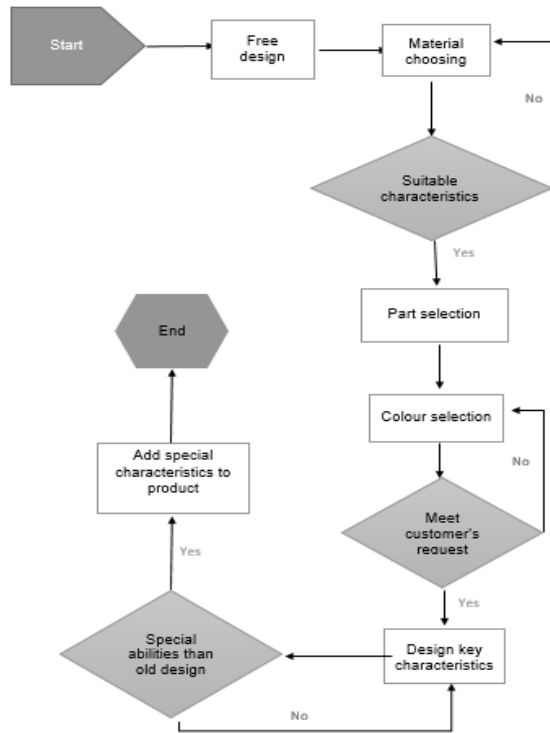 Start
Free
design
Material
choosing
No
Suitable
characteristics
Yes
Part selection
End
Colour selection
Add special
characteristics to
product
No
Meet
customer's
request
Yes
Yes
Special
abilities than
old design
Design key
characteristics
No